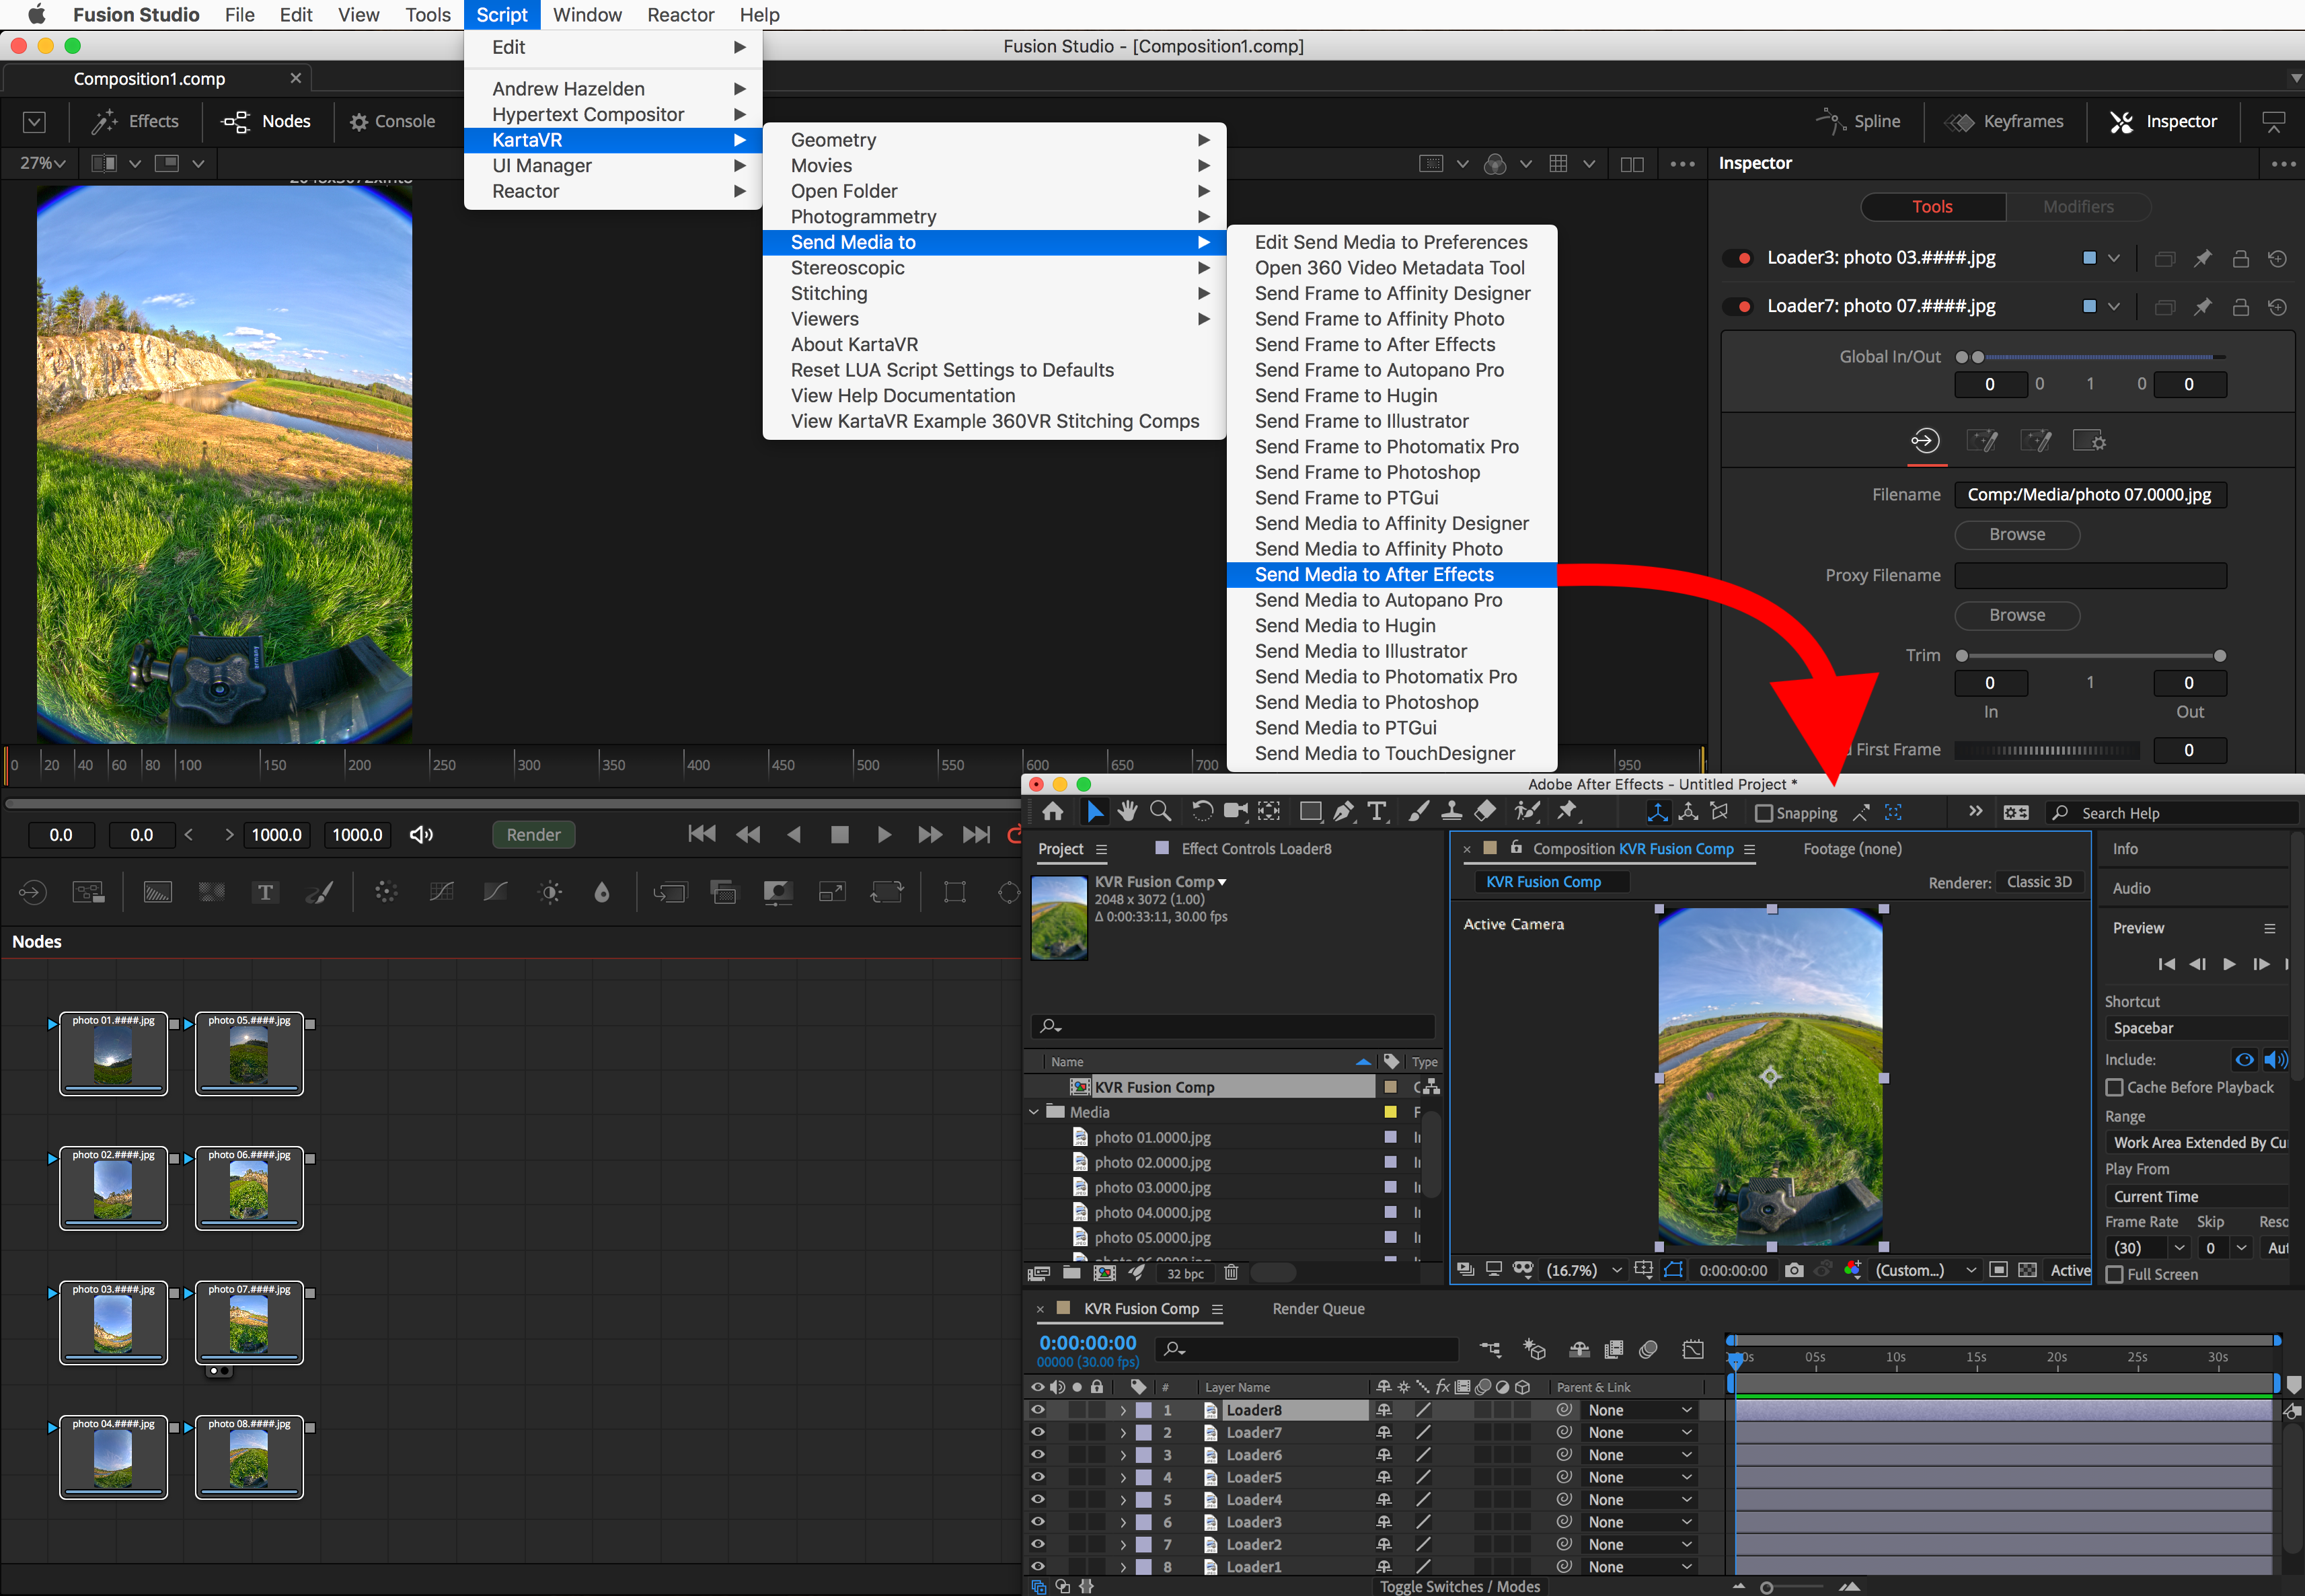 Fusion Studio File Edit View Tools Script Window Reactor Help
Fusion Studio - [Composition1.comp]
Composition1.comp
Effects Nodes Console
Spline Keyframes Inspector
27%
Edit
Andrew Hazelden
Hypertext Compositor
KartaVR
UI Manager
Reactor
Geometry
Movies
Open Folder
Photogrammetry
Send Media to
Stereoscopic
Stitching
Viewers
About KartaVR
Reset LUA Script Settings to Defaults
View Help Documentation
View KartaVR Example 360VR Stitching Comps
Edit Send Media to Preferences
Open 360 Video Metadata Tool
Send Frame to Affinity Designer
Send Frame to Affinity Photo
Send Frame to After Effects
Send Frame to Autopano Pro
Send Frame to Hugin
Send Frame to Illustrator
Send Frame to Photomatix Pro
Send Frame to Photoshop
Send Frame to PTGui
Send Media to Affinity Designer
Send Media to Affinity Photo
Send Media to After Effects
Send Media to Autopano Pro
Send Media to Hugin
Send Media to Illustrator
Send Media to Photomatix Pro
Send Media to Photoshop
Send Media to PTGui
Send Media to TouchDesigner
Inspector
Tools Modifiers
Loader3: photo 03.####.jpg
Loader7: photo 07.####.jpg
Global In/Out
0 0 1 0 0
Filename Comp:/Media/photo 07.0000.jpg
Browse
Proxy Filename
Browse
Trim
0 1 0
In Out
First Frame 0
0 20 40 60 80 100 150 200 250 300 350 400 450 500 550 600 650 700 950
0.0 0.0 1000.0 1000.0 Render
Nodes
photo 01.####.jpg photo 05.####.jpg
photo 02.####.jpg photo 06.####.jpg
photo 03.####.jpg photo 07.####.jpg
photo 04.####.jpg photo 08.####.jpg
Adobe After Effects - Untitled Project *
Snapping Search Help
Project Effect Controls Loader8
KVR Fusion Comp
2048 x 3072 (1.00)
Δ 0:00:33:11, 30.00 fps
Name Type
KVR Fusion Comp
Media
photo 01.0000.jpg
photo 02.0000.jpg
photo 03.0000.jpg
photo 04.0000.jpg
photo 05.0000.jpg
32 bpc
Composition KVR Fusion Comp Footage (none)
KVR Fusion Comp Renderer: Classic 3D
Active Camera
(16.7%) 0:00:00:00 (Custom...) Active
Info
Audio
Preview
Shortcut
Spacebar
Include:
Cache Before Playback
Range
Work Area Extended By Cu
Play From
Current Time
Frame Rate Skip Reso
(30) 0 Aut
Full Screen
KVR Fusion Comp Render Queue
0:00:00:00
00000 (30.00 fps)
05s 10s 15s 20s 25s 30s
# Layer Name fx Parent & Link
1 Loader8 None
2 Loader7 None
3 Loader6 None
4 Loader5 None
5 Loader4 None
6 Loader3 None
7 Loader2 None
8 Loader1 None
Toggle Switches / Modes